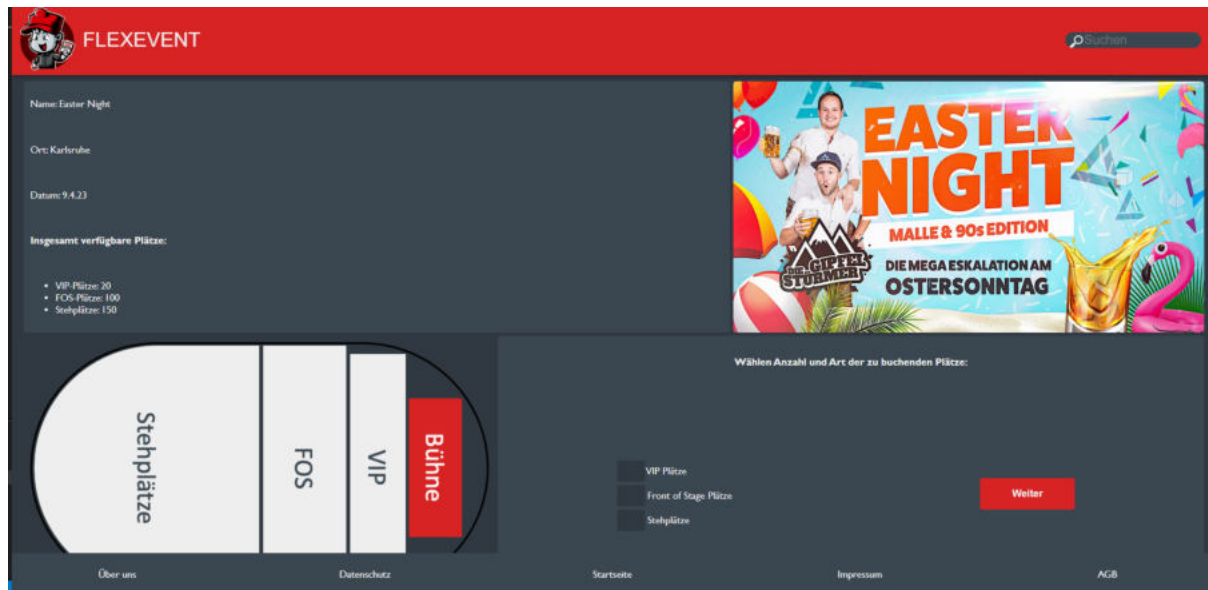 FLEXEVENT
Suchen
Name: Easter Night
Ort: Karlsruhe
Datum: 9.4.23
Insgesamt verfügbare Plätze:
• VIP-Plätze: 20
• FOS-Plätze: 100
• Stehplätze: 150
EASTER
NIGHT
MALLE & 90s EDITION
DIE MEGA ESKALATION AM
OSTERSONNTAG
DIE GIPFEL
STÜRMER
Stehplätze
FOS
VIP
Bühne
Wählen Anzahl und Art der zu buchenden Plätze:
VIP Plätze
Front of Stage Plätze
Stehplätze
Weiter
Über uns
Datenschutz
Startseite
Impressum
AGB